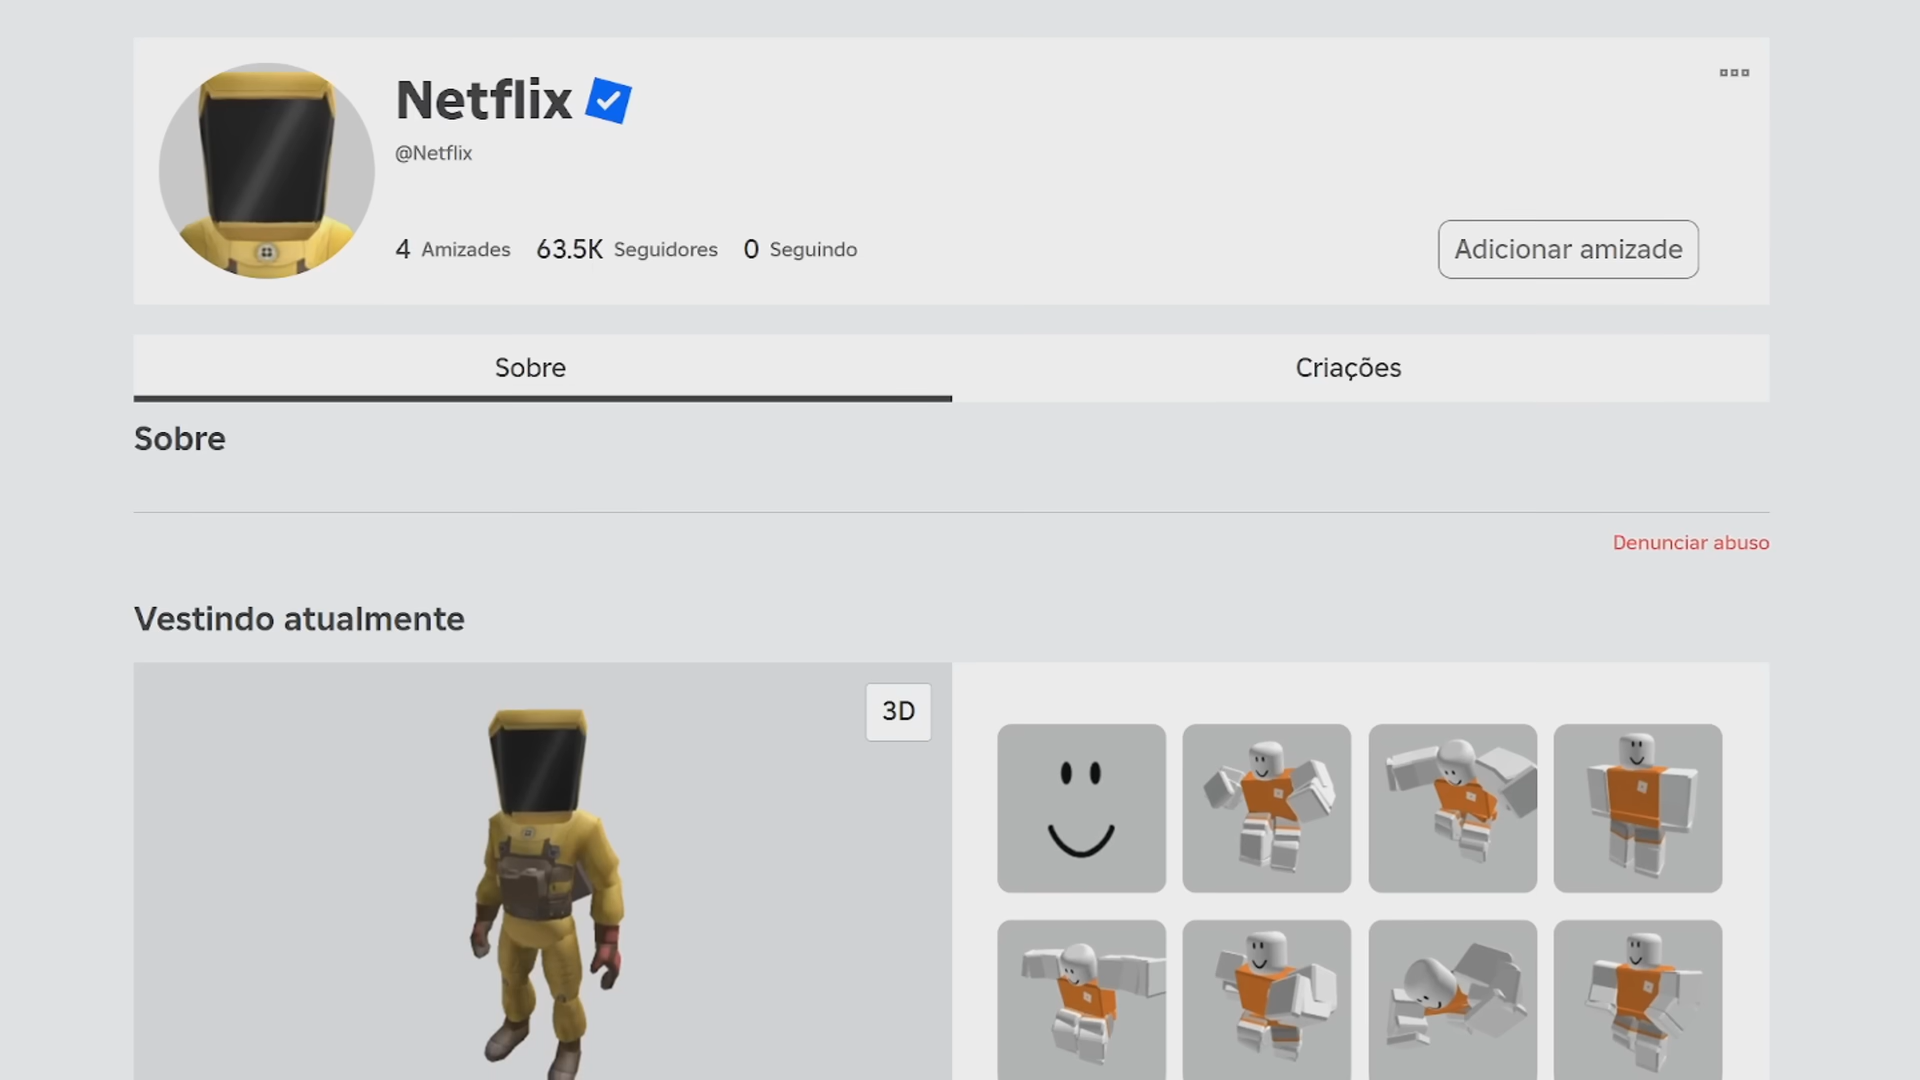 Netflix
@Netflix
4 Amizades 63.5K Seguidores 0 Seguindo
Adicionar amizade
Sobre
Criações
Sobre
Denunciar abuso
Vestindo atualmente
3D